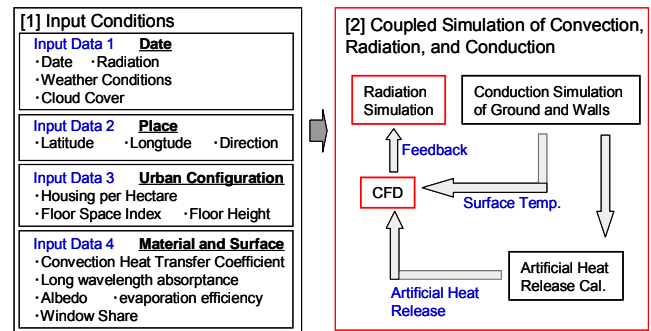 [1] Input Conditions
Input Data 1 Date
・Date ・Radiation
・Weather Conditions
・Cloud Cover
Input Data 2 Place
・Latitude ・Longtude ・Direction
Input Data 3 Urban Configuration
・Housing per Hectare
・Floor Space Index ・Floor Height
Input Data 4 Material and Surface
・Convection Heat Transfer Coefficient
・Long wavelength absorptance
・Albedo ・evaporation efficiency
・Window Share
[2] Coupled Simulation of Convection,
Radiation, and Conduction
Radiation
Simulation
Conduction Simulation
of Ground and Walls
Feedback
CFD
Surface Temp.
Artificial Heat
Release
Artificial Heat
Release Cal.